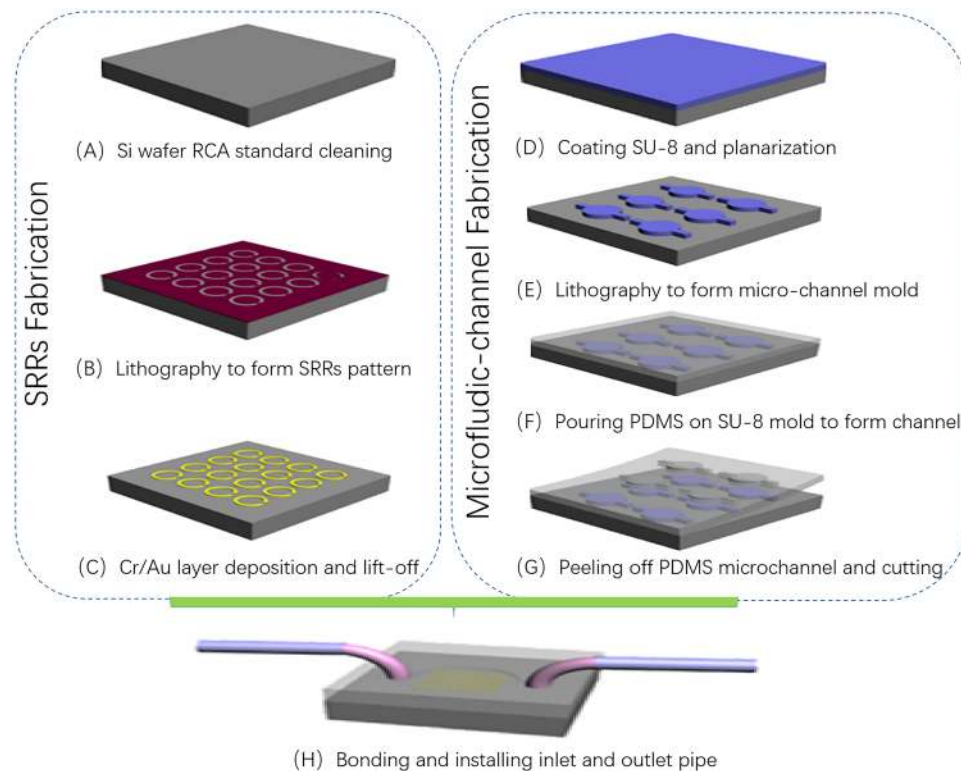 SRRs Fabrication
(A) Si wafer RCA standard cleaning
(B) Lithography to form SRRs pattern
(C) Cr/Au layer deposition and lift-off
Microfludic-channel Fabrication
(D) Coating SU-8 and planarization
(E) Lithography to form micro-channel mold
(F) Pouring PDMS on SU-8 mold to form channel
(G) Peeling off PDMS microchannel and cutting
(H) Bonding and installing inlet and outlet pipe